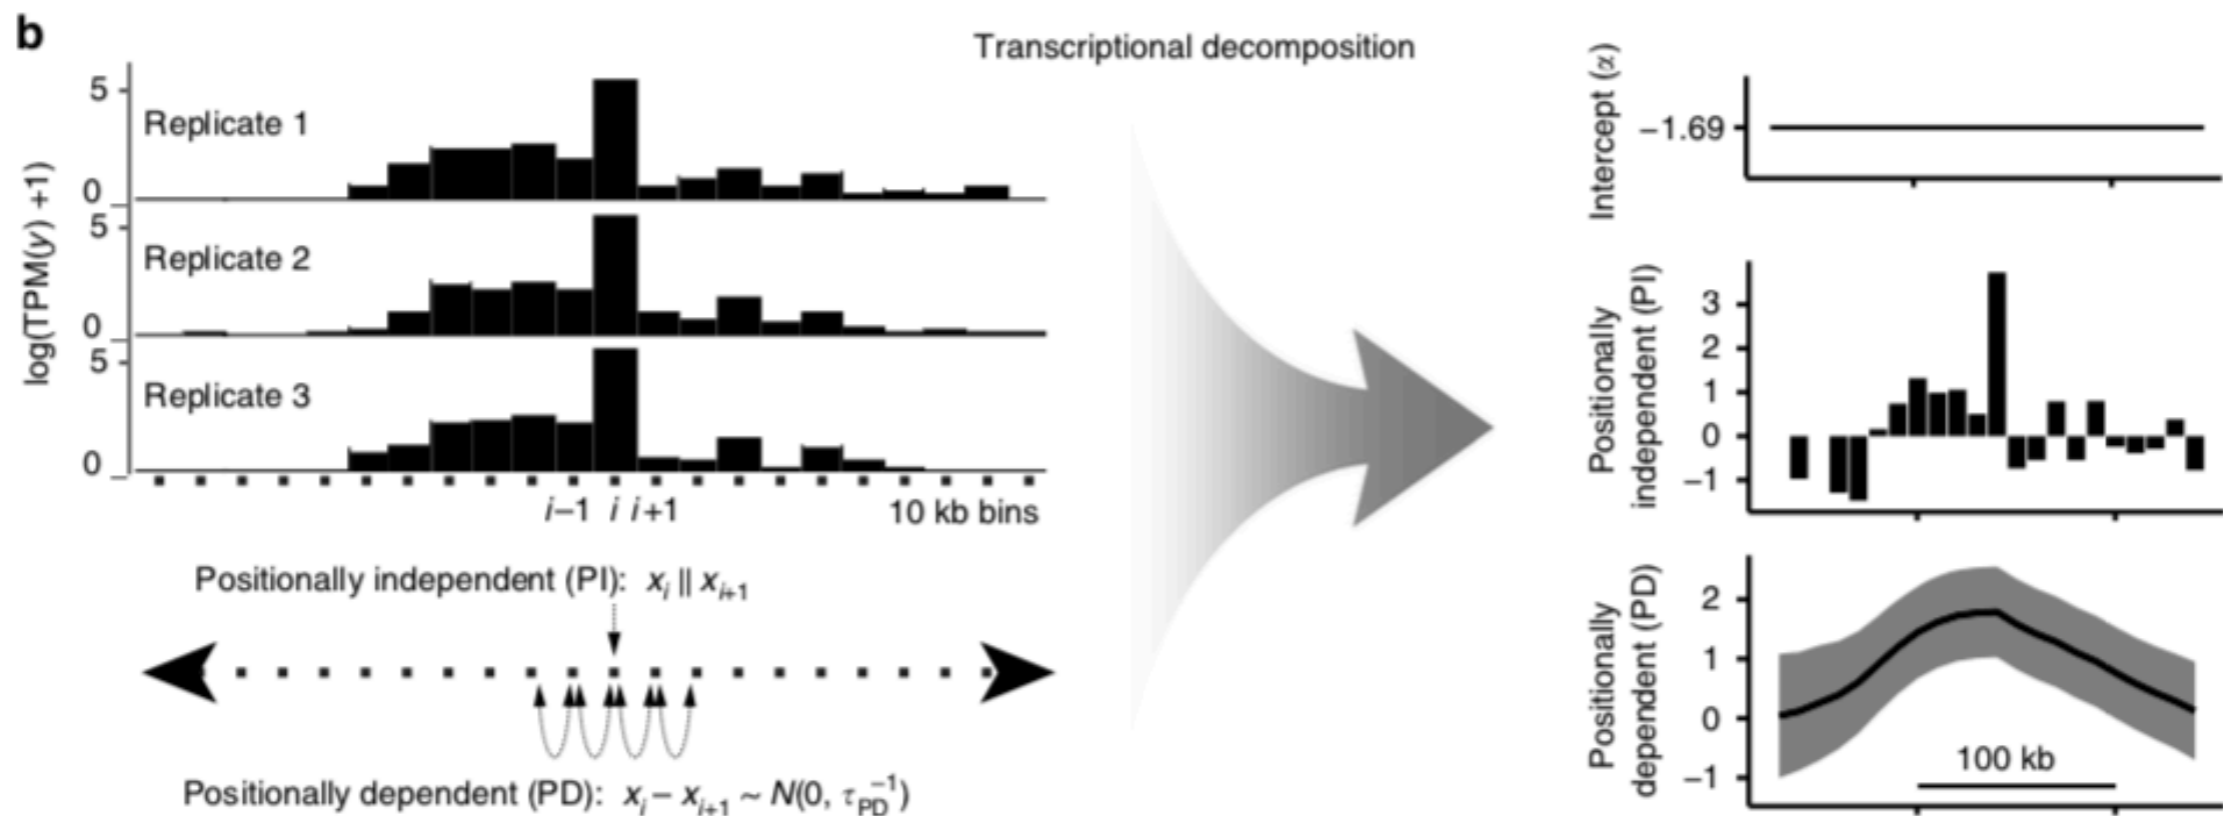 b
Transcriptional decomposition
log(TPM(y) +1)
5
Replicate 1
0
5
Replicate 2
0
5
Replicate 3
0
i–1 i i+1
10 kb bins
Positionally independent (PI): xi || xi+1
Positionally dependent (PD): xi – xi+1 ~ N(0, τPD–1)
Intercept (α)
–1.69
Positionally
independent (PI)
3
2
1
0
–1
Positionally
dependent (PD)
2
1
0
–1
100 kb